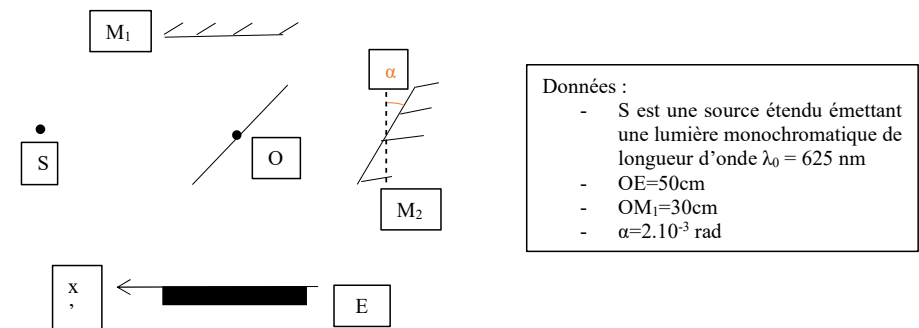 M₁
α
S
O
M₂
x
’
E
Données :
- S est une source étendu émettant
une lumière monochromatique de
longueur d’onde λ₀ = 625 nm
- OE=50cm
- OM₁=30cm
- α=2.10⁻³ rad